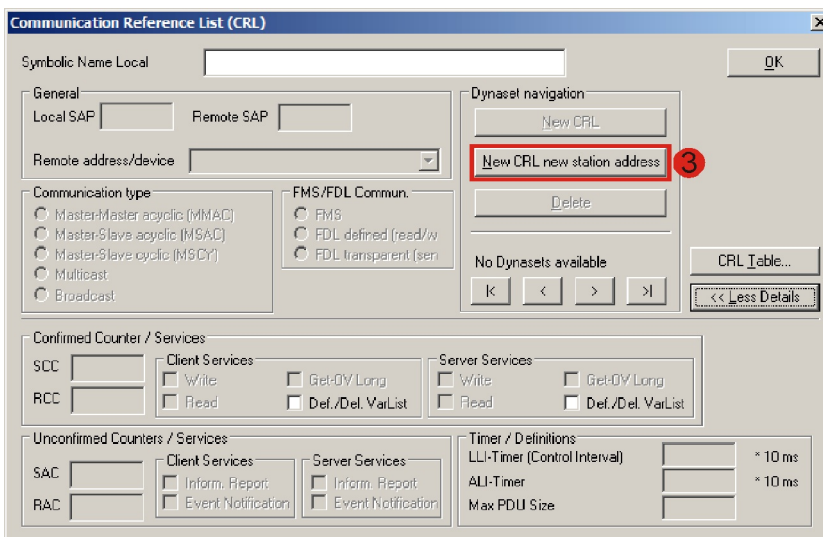 Communication Reference List (CRL)
Symbolic Name Local
OK
General
Local SAP
Remote SAP
Remote address/device
Dynaset navigation
New CRL
New CRL new station address
3
Delete
No Dynasets available
Communication type
Master-Master acyclic (MMAC)
Master-Slave acyclic (MSAC)
Master-Slave cyclic (MSCY)
Multicast
Broadcast
FMS/FDL Commun.
FMS
FDL defined (read/w
FDL transparent (sen
CRL Table...
<< Less Details
Confirmed Counter / Services
SCC
RCC
Client Services
Write
Get-OV Long
Read
Def./Del. VarList
Server Services
Write
Get-OV Long
Read
Def./Del. VarList
Unconfirmed Counters / Services
SAC
RAC
Client Services
Inform. Report
Event Notification
Server Services
Inform. Report
Event Notification
Timer / Definitions
LLI-Timer (Control Interval)
* 10 ms
ALI-Timer
* 10 ms
Max PDU Size